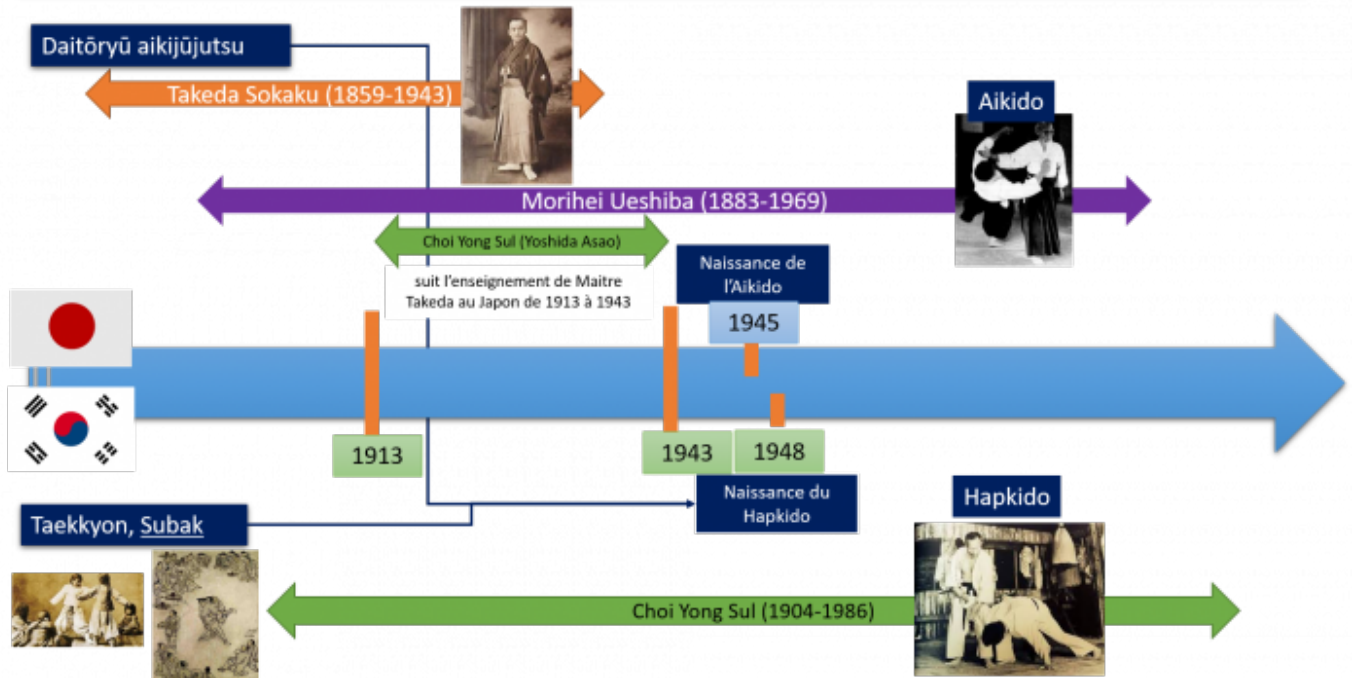 Daitōryū aikijūjutsu
Takeda Sokaku (1859-1943)
Aikido
Morihei Ueshiba (1883-1969)
Choi Yong Sul (Yoshida Asao)
suit l'enseignement de Maitre
Takeda au Japon de 1913 à 1943
Naissance de
l'Aikido
1945
1913
1943
1948
Naissance du
Hapkido
Taekkyon, Subak
Hapkido
Choi Yong Sul (1904-1986)